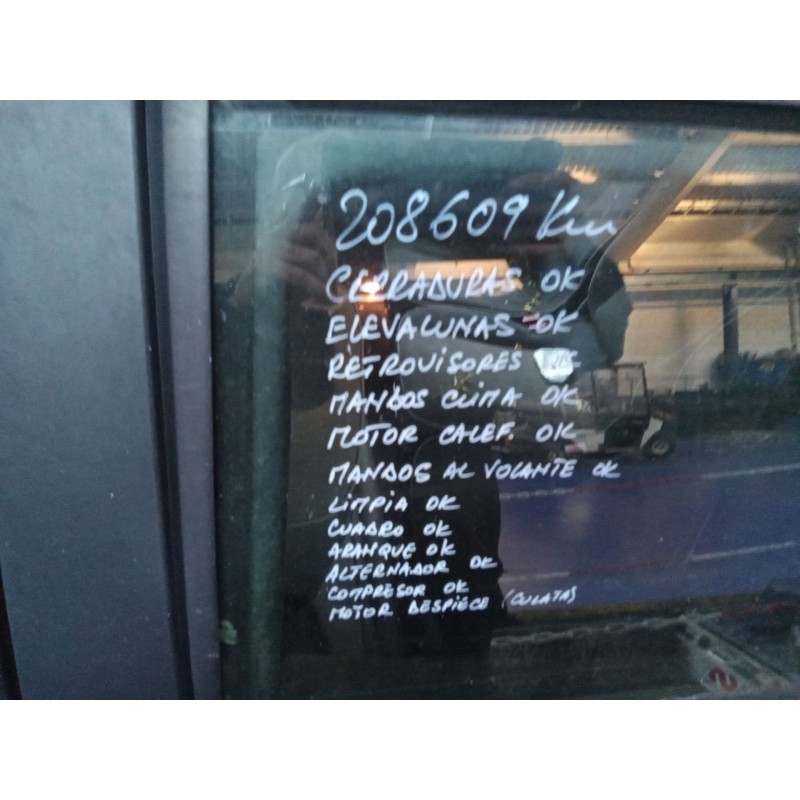 208609 Km
CERRADURAS OK
ELEVALUNAS OK
RETROVISORES
MANDOS CLIMA OK
MOTOR CALEF. OK
MANDOS AL VOLANTE OK
LIMPIA OK
CUADRO OK
ARANQUE OK
ALTERNADOR OK
COMPRESOR OK
MOTOR DESPIECE (CULATA)